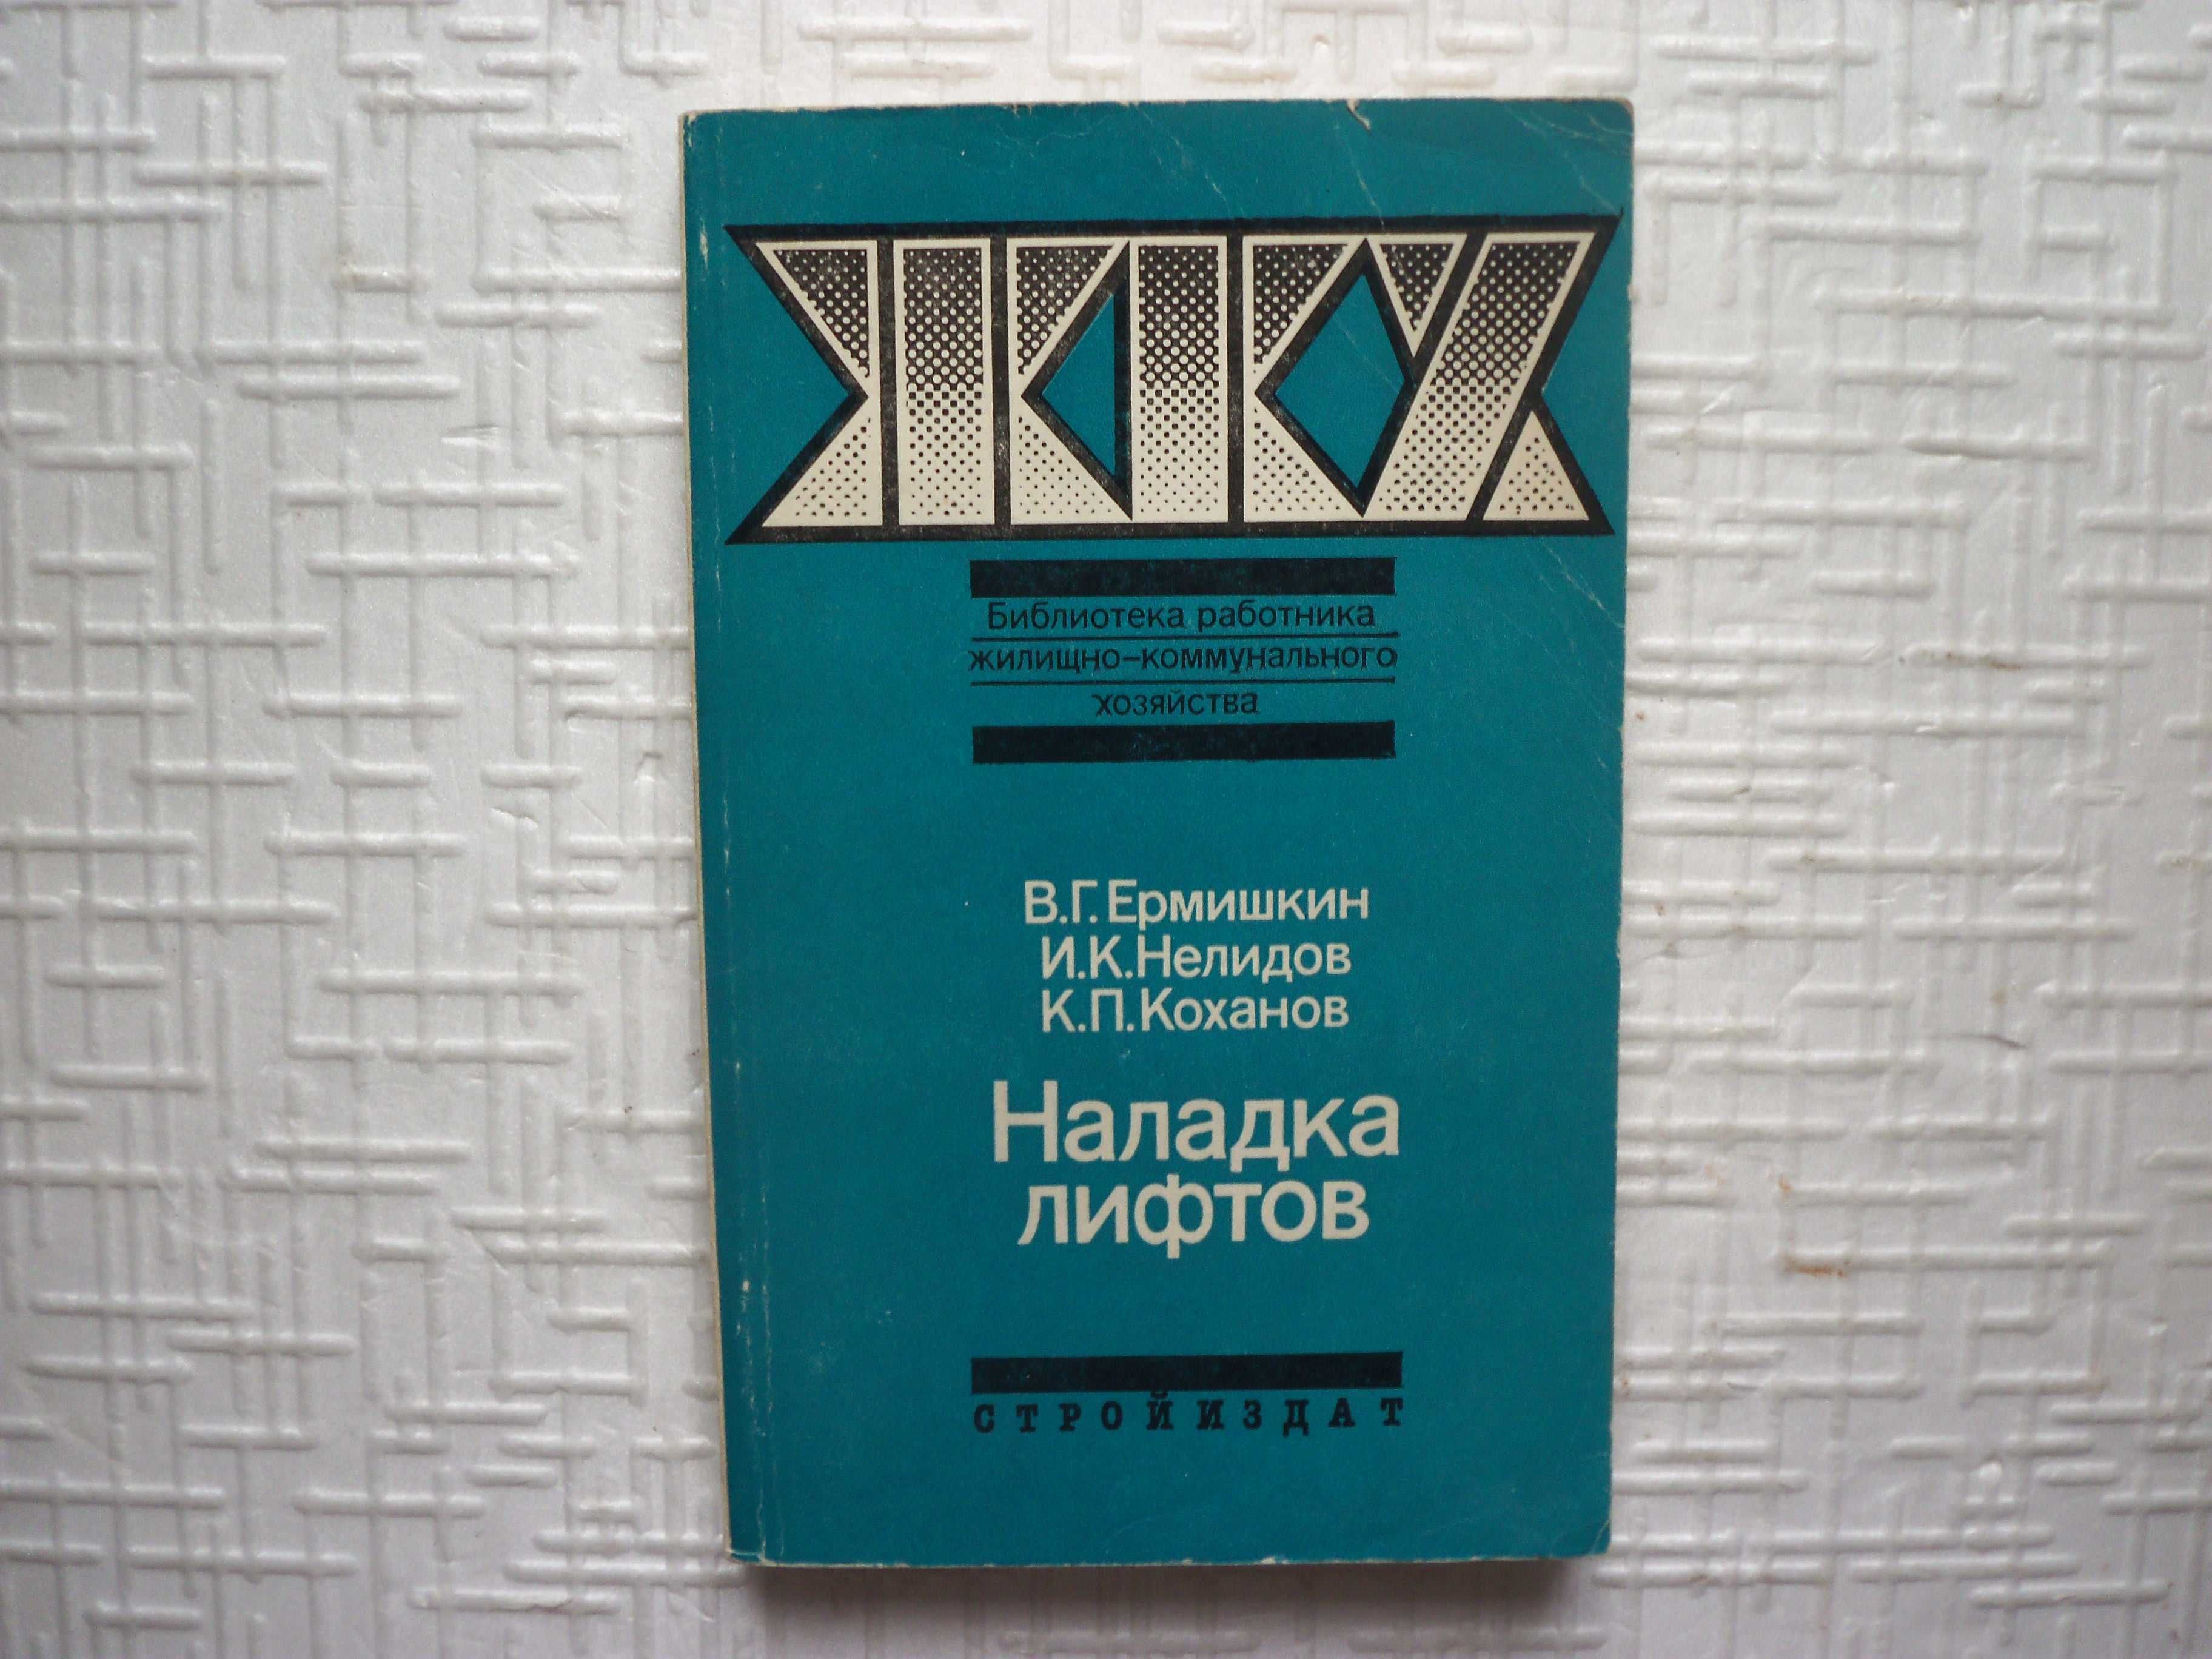 ЖКХ
Библиотека работника
жилищно-коммунального
хозяйства
В.Г.Ермишкин
И.К.Нелидов
К.П.Коханов
Наладка
лифтов
СТРОЙИЗДАТ